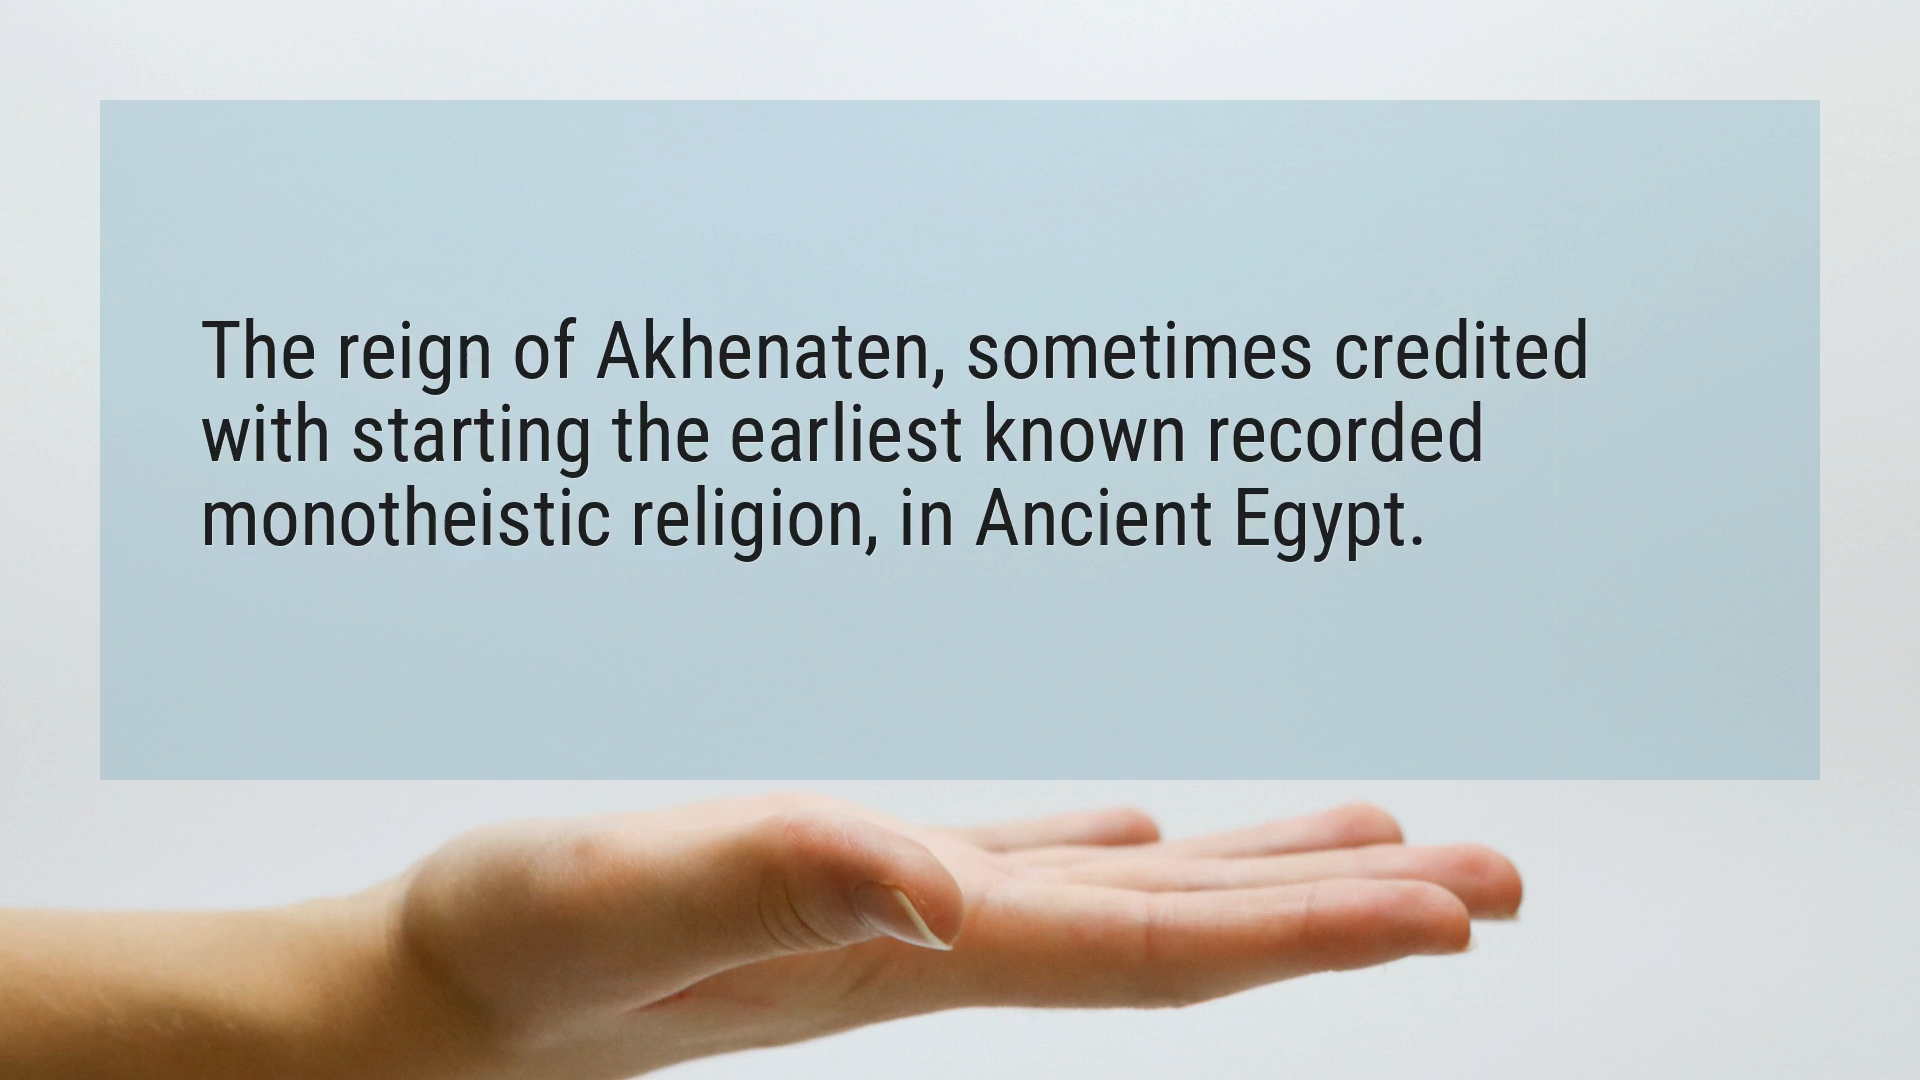 The reign of Akhenaten, sometimes credited
with starting the earliest known recorded
monotheistic religion, in Ancient Egypt.